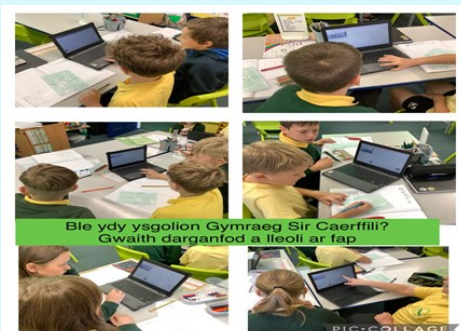 Ble ydy ysgolion Gymraeg Sir Caerffili?
Gwaith darganfod a lleoli ar fap
PIC•COLLAGE